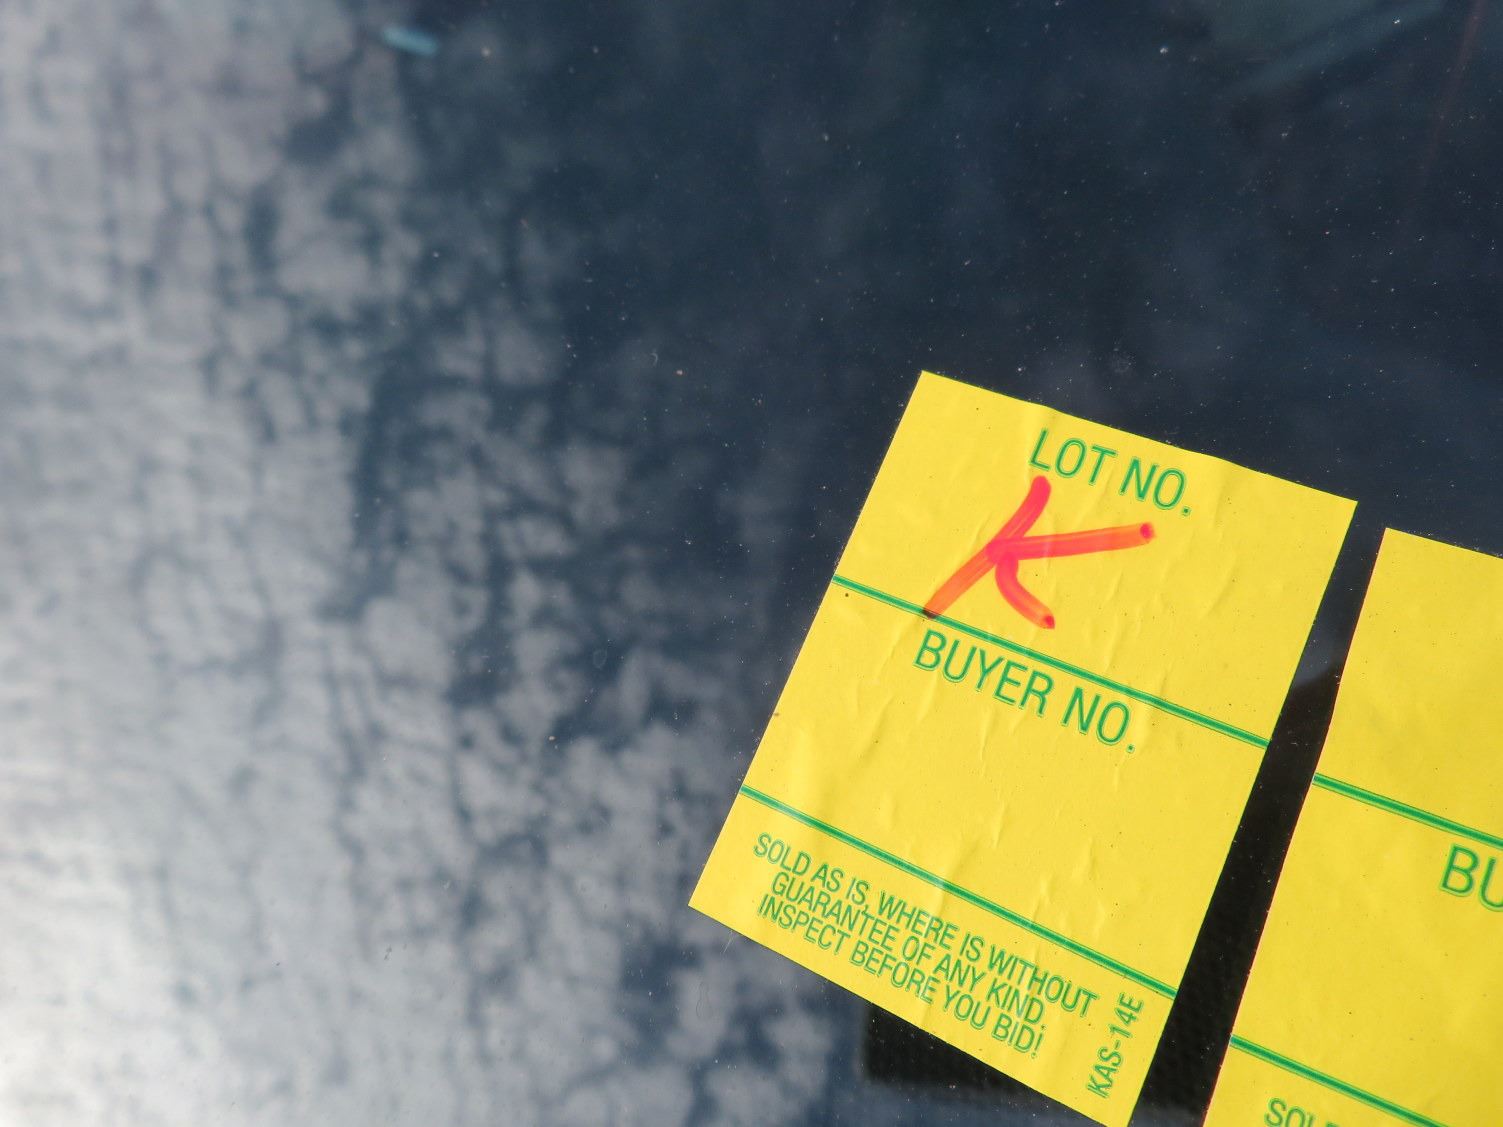 LOT NO.
K
BUYER NO.
SOLD AS IS, WHERE IS WITHOUT
GUARANTEE OF ANY KIND.
INSPECT BEFORE YOU BID!
KAS-14E
BU
SOL